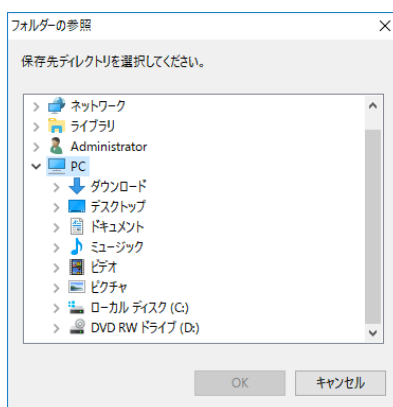 フォルダーの参照
保存先ディレクトリを選択してください。
ネットワーク
ライブラリ
Administrator
PC
ダウンロード
デスクトップ
ドキュメント
ミュージック
ビデオ
ピクチャ
ローカル ディスク (C:)
DVD RW ドライブ (D:)
OK
キャンセル